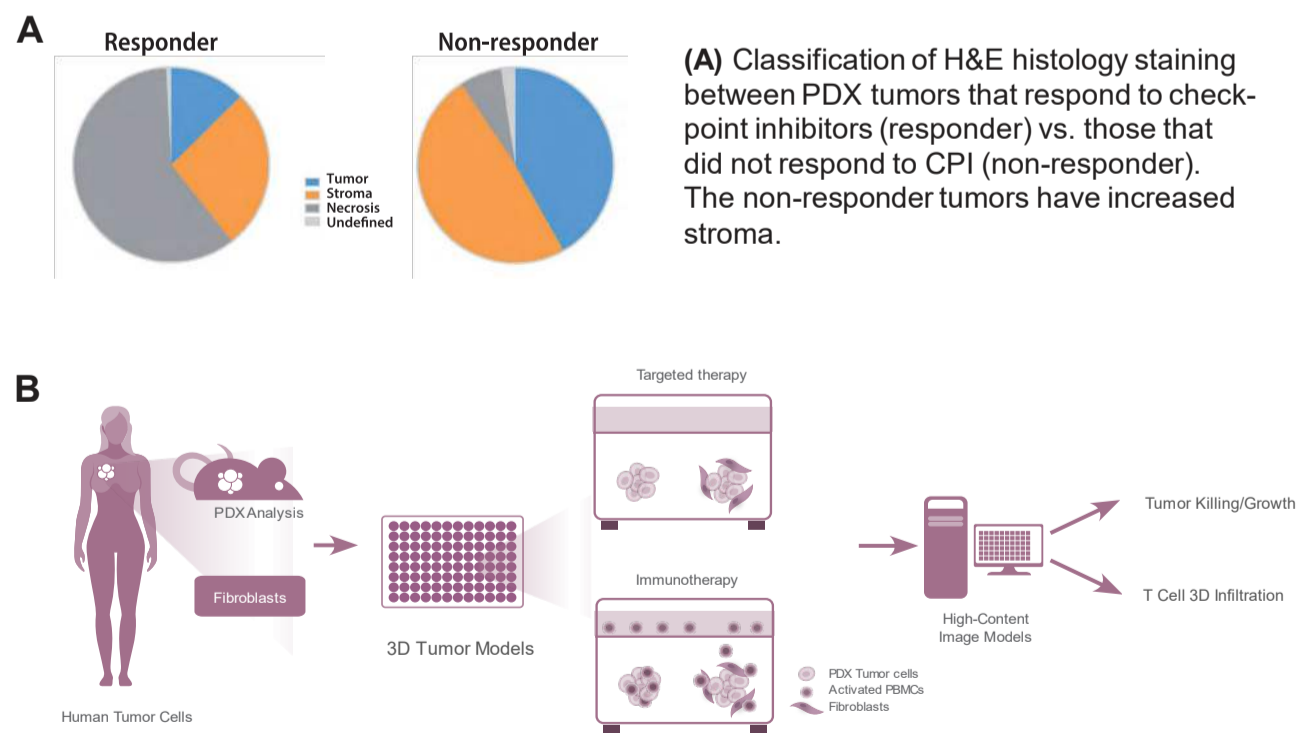 A
Responder
Non-responder
Tumor
Stroma
Necrosis
Undefined
(A) Classification of H&E histology staining
between PDX tumors that respond to check-
point inhibitors (responder) vs. those that
did not respond to CPI (non-responder).
The non-responder tumors have increased
stroma.
B
PDX Analysis
Fibroblasts
Human Tumor Cells
3D Tumor Models
Targeted therapy
Immunotherapy
PDX Tumor cells
Activated PBMCs
Fibroblasts
High-Content
Image Models
Tumor Killing/Growth
T Cell 3D Infiltration